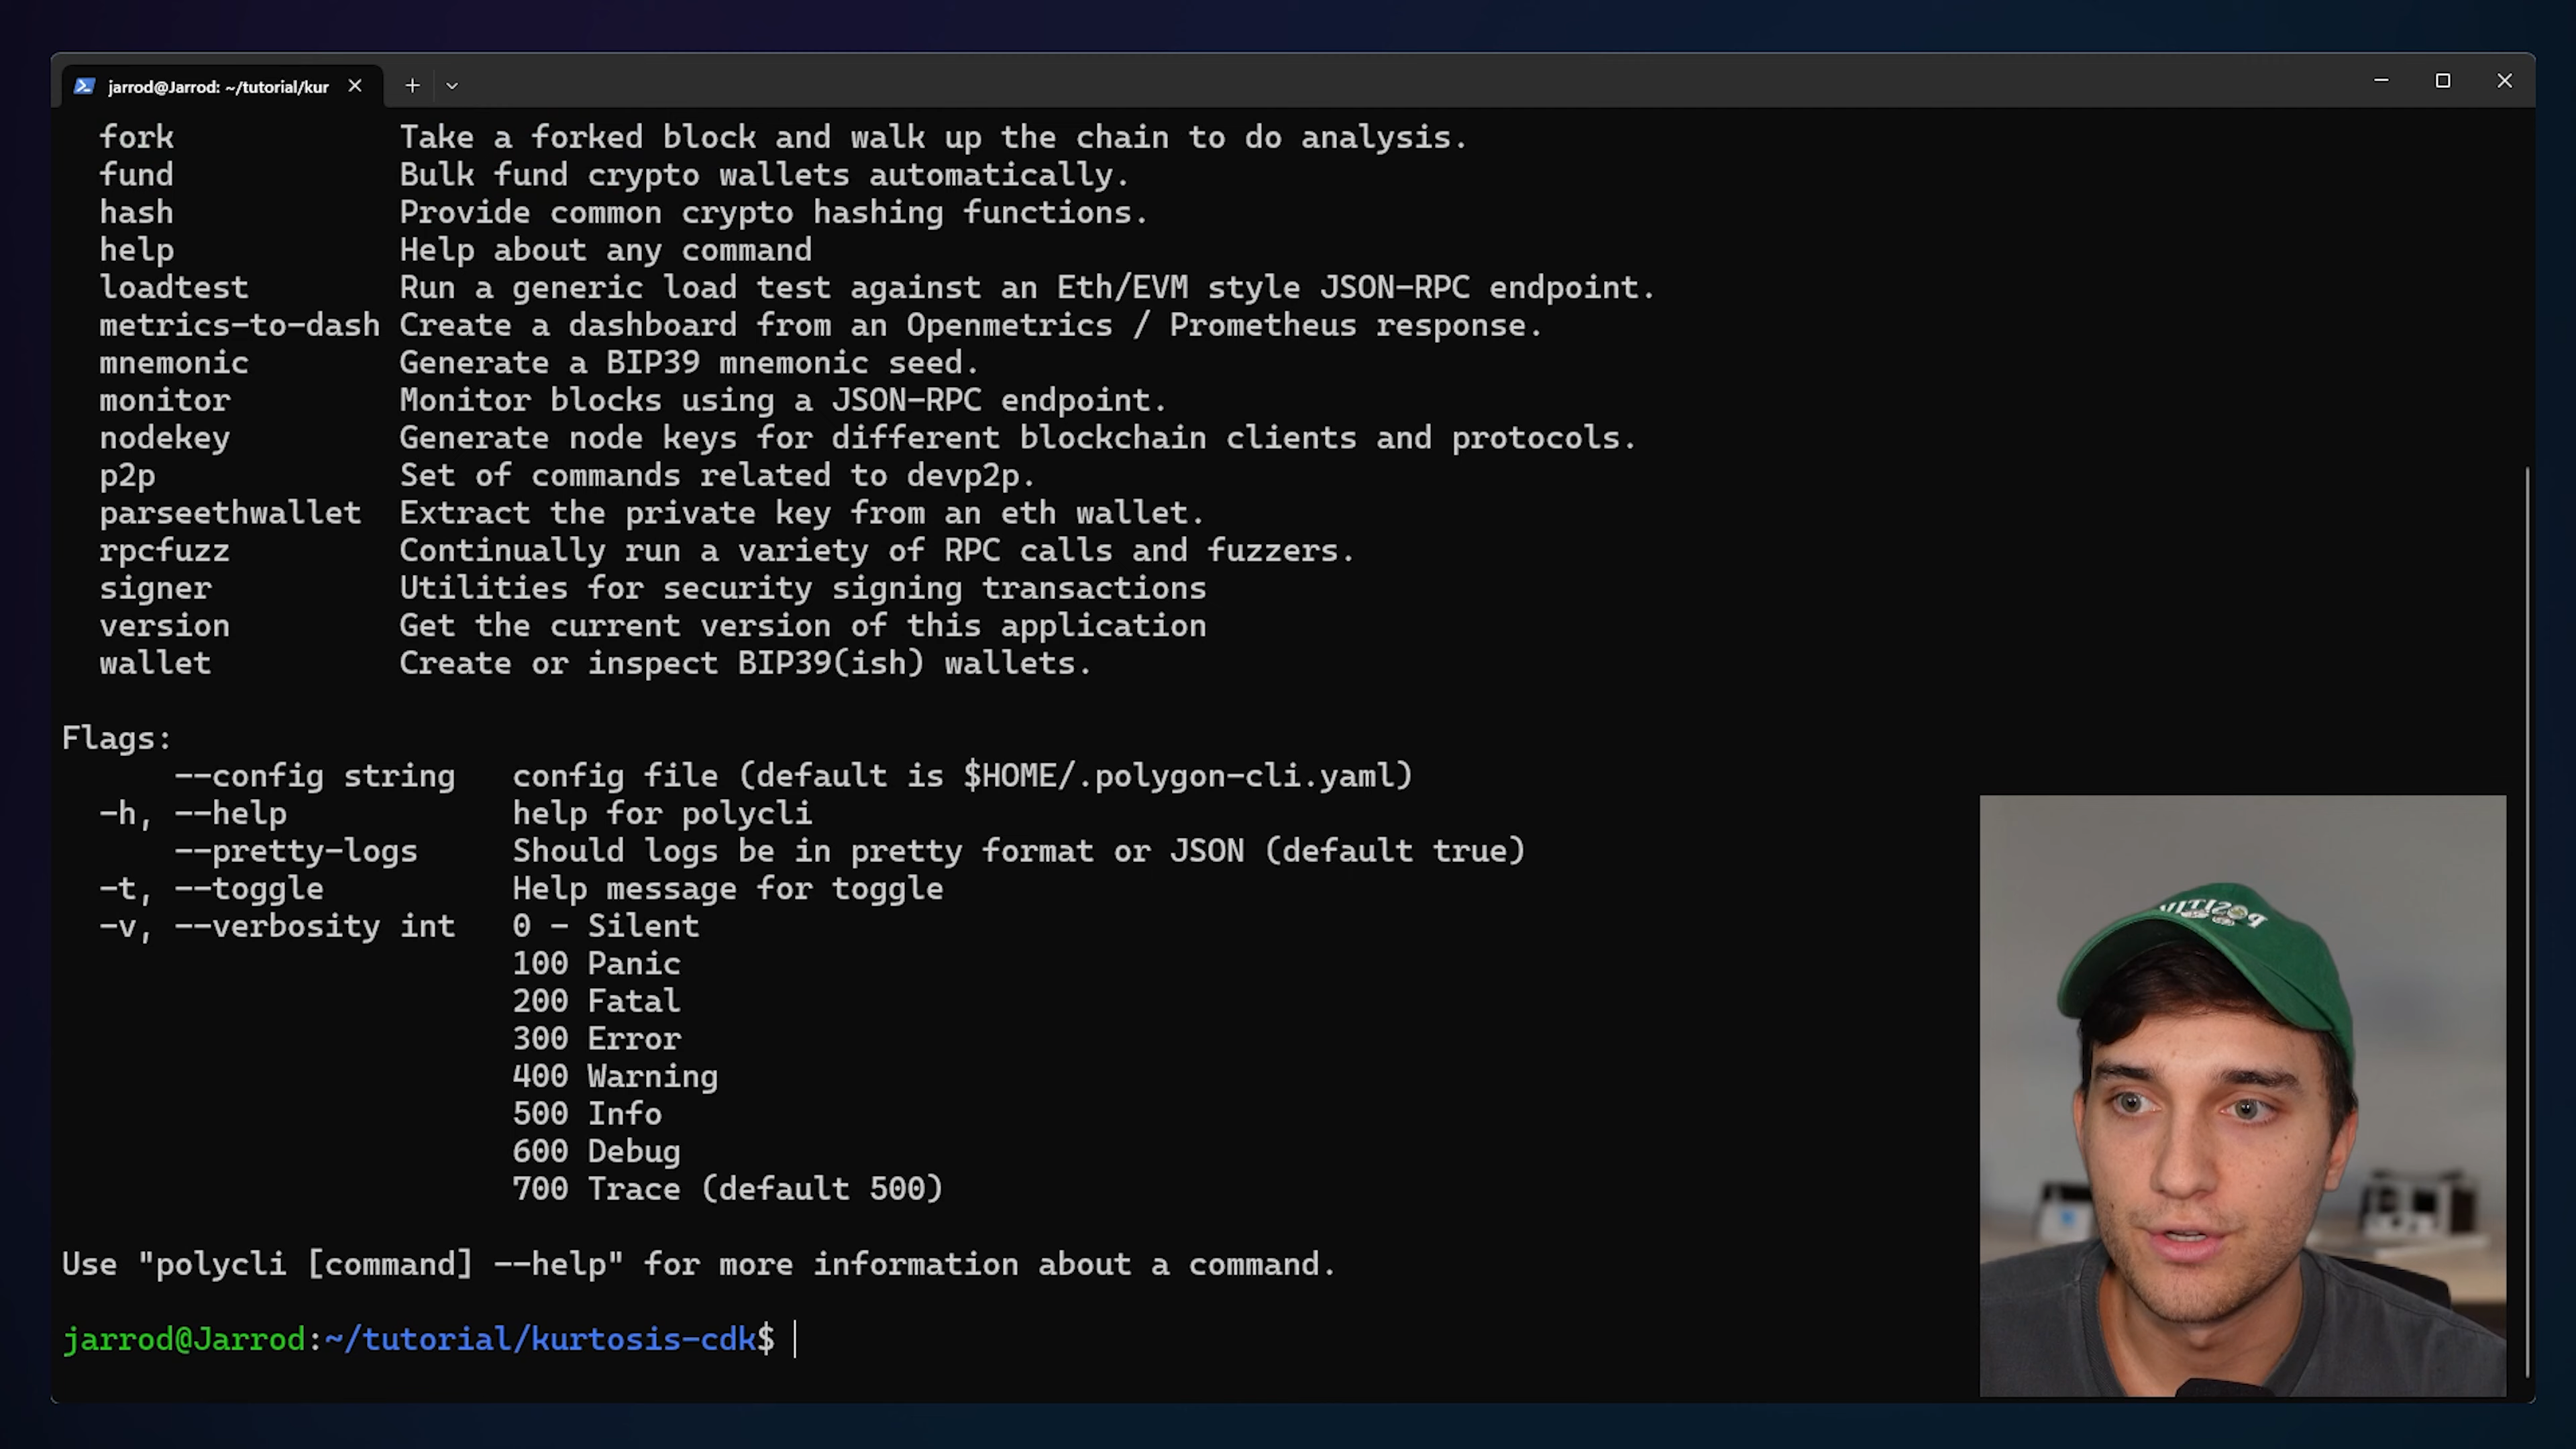 jarrod@Jarrod: ~/tutorial/kur
fork Take a forked block and walk up the chain to do analysis.
fund Bulk fund crypto wallets automatically.
hash Provide common crypto hashing functions.
help Help about any command
loadtest Run a generic load test against an Eth/EVM style JSON-RPC endpoint.
metrics-to-dash Create a dashboard from an Openmetrics / Prometheus response.
mnemonic Generate a BIP39 mnemonic seed.
monitor Monitor blocks using a JSON-RPC endpoint.
nodekey Generate node keys for different blockchain clients and protocols.
p2p Set of commands related to devp2p.
parseethwallet Extract the private key from an eth wallet.
rpcfuzz Continually run a variety of RPC calls and fuzzers.
signer Utilities for security signing transactions
version Get the current version of this application
wallet Create or inspect BIP39(ish) wallets.
Flags:
--config string config file (default is $HOME/.polygon-cli.yaml)
-h, --help help for polycli
--pretty-logs Should logs be in pretty format or JSON (default true)
-t, --toggle Help message for toggle
-v, --verbosity int 0 - Silent
100 Panic
200 Fatal
300 Error
400 Warning
500 Info
600 Debug
700 Trace (default 500)
Use "polycli [command] --help" for more information about a command.
jarrod@Jarrod:~/tutorial/kurtosis-cdk$